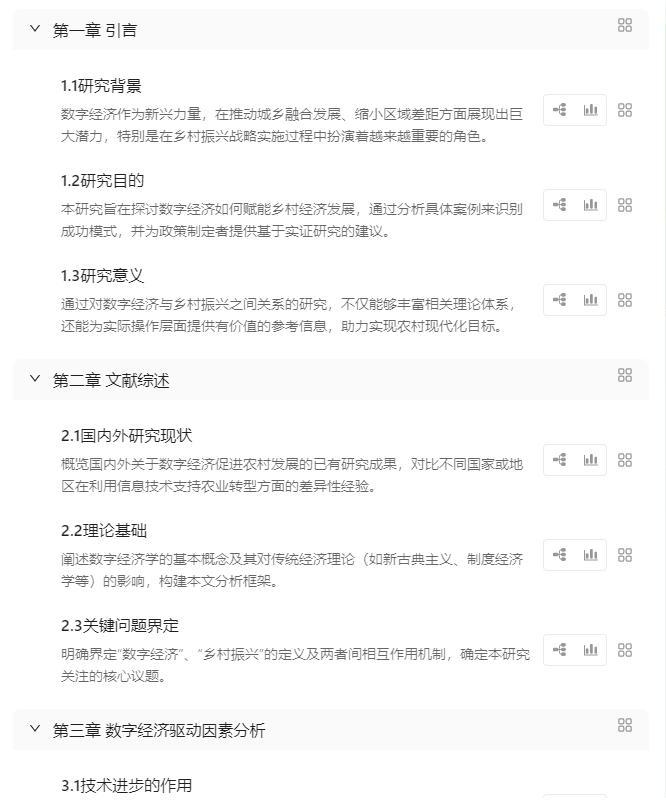 第一章 引言
1.1研究背景
数字经济作为新兴力量，在推动城乡融合发展、缩小区域差距方面展现出巨
大潜力，特别是在乡村振兴战略实施过程中扮演着越来越重要的角色。
1.2研究目的
本研究旨在探讨数字经济如何赋能乡村经济发展，通过分析具体案例来识别
成功模式，并为政策制定者提供基于实证研究的建议。
1.3研究意义
通过对数字经济与乡村振兴之间关系的研究，不仅能够丰富相关理论体系，
还能为实际操作层面提供有价值的参考信息，助力实现农村现代化目标。
第二章 文献综述
2.1国内外研究现状
概览国内外关于数字经济促进农村发展的已有研究成果，对比不同国家或地
区在利用信息技术支持农业转型方面的差异性经验。
2.2理论基础
阐述数字经济学的基本概念及其对传统经济理论（如新古典主义、制度经济
学等）的影响，构建本文分析框架。
2.3关键问题界定
明确界定“数字经济”、“乡村振兴”的定义及两者间相互作用机制，确定本研究
关注的核心议题。
第三章 数字经济驱动因素分析
3.1技术进步的作用